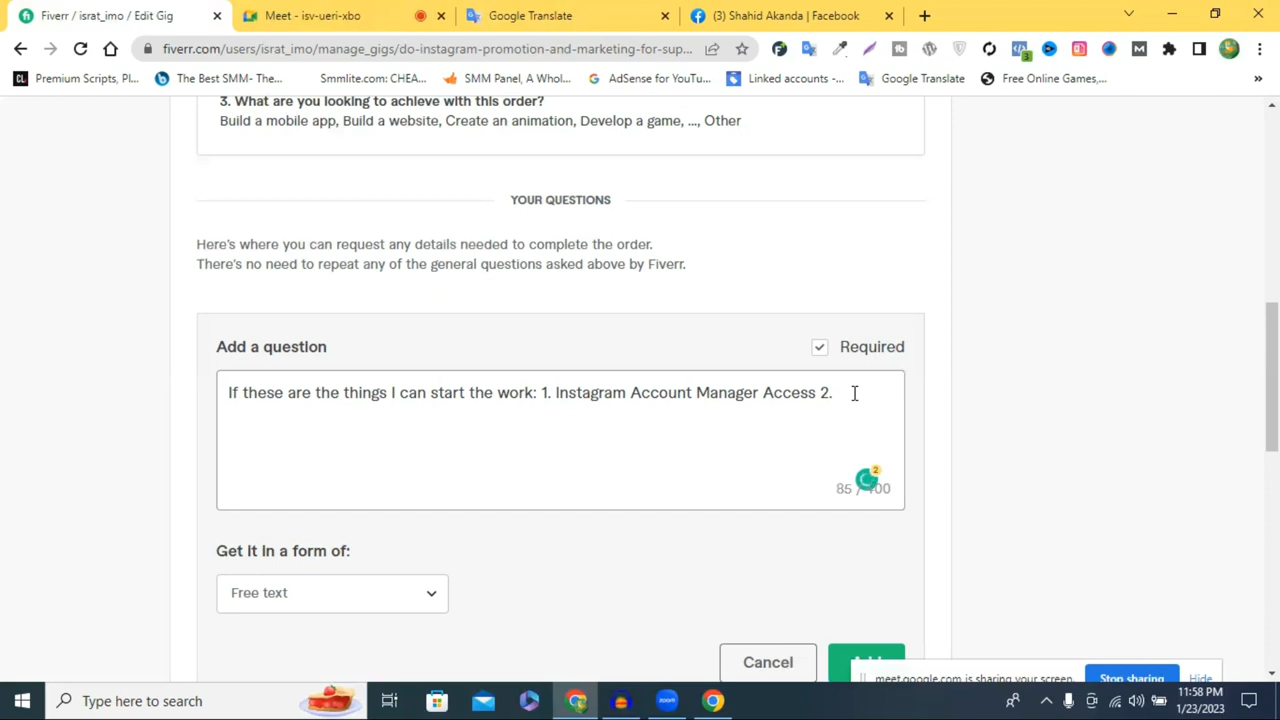 Fiverr / israt_imo / Edit Gig
Meet - isv-ueri-xbo
Google Translate
(3) Shahid Akanda | Facebook
fiverr.com/users/israt_imo/manage_gigs/do-instagram-promotion-and-marketing-for-sup...
Premium Scripts, Pl...
The Best SMM- The...
Smmlite.com: CHEA...
SMM Panel, A Whol...
AdSense for YouTu...
Linked accounts -...
Google Translate
Free Online Games,...
3. What are you looking to achieve with this order?
Build a mobile app, Build a website, Create an animation, Develop a game, ..., Other
YOUR QUESTIONS
Here's where you can request any details needed to complete the order.
There's no need to repeat any of the general questions asked above by Fiverr.
Add a question
Required
If these are the things I can start the work: 1. Instagram Account Manager Access 2.
2
85 /
Get it in a form of:
Free text
Cancel
meet.google.com is sharing your screen.
Stop sharing
Hide
Type here to search
11:58 PM
1/23/2023